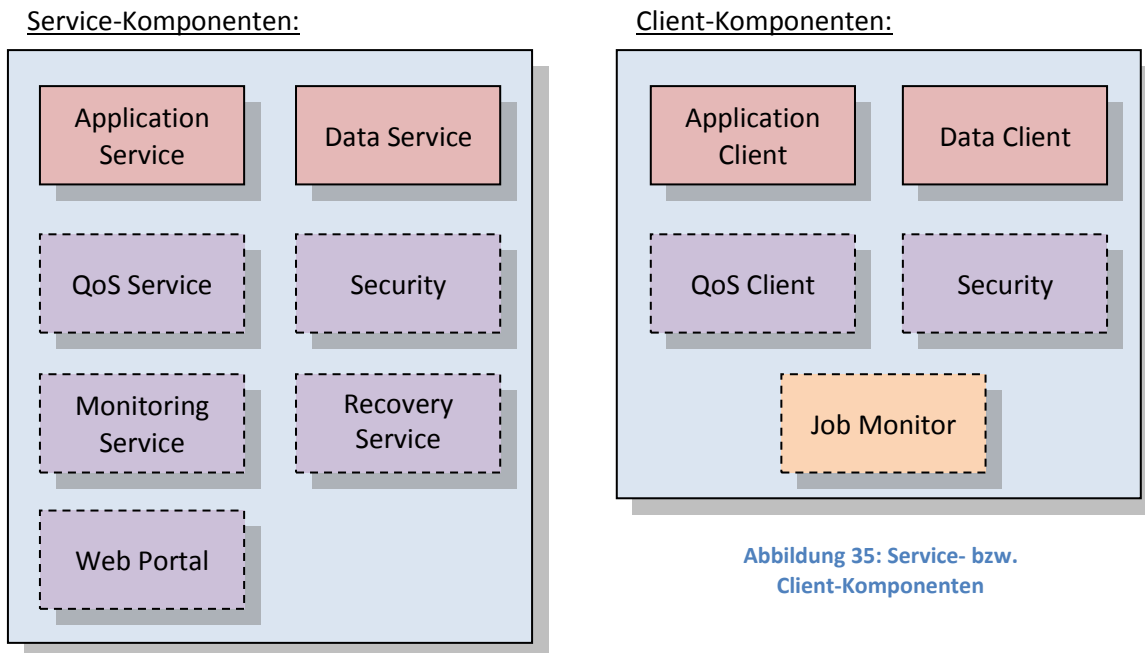 Service-Komponenten:
Application
Service
Data Service
QoS Service
Security
Monitoring
Service
Recovery
Service
Web Portal
Client-Komponenten:
Application
Client
Data Client
QoS Client
Security
Job Monitor
Abbildung 35: Service- bzw.
Client-Komponenten